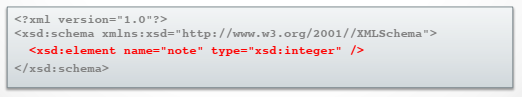 <?xml version="1.0"?>
<xsd:schema xmlns:xsd="http://www.w3.org/2001//XMLSchema">
<xsd:element name="note" type="xsd:integer" />
</xsd:schema>